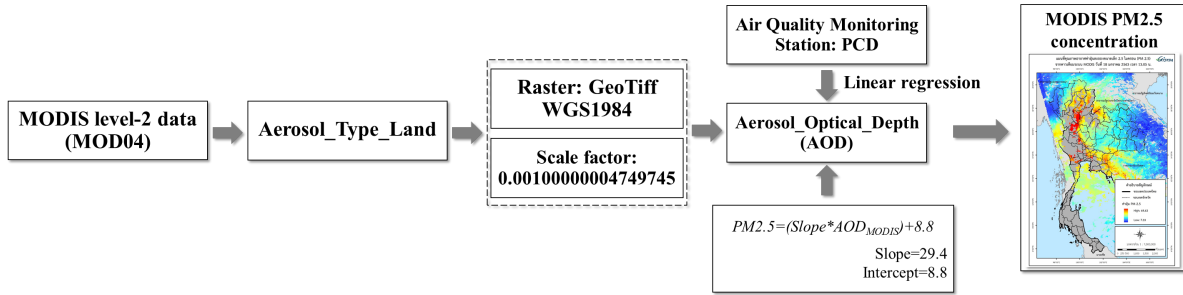 MODIS level-2 data
(MOD04)
Aerosol_Type_Land
Raster: GeoTiff
WGS1984
Scale factor:
0.00100000004749745
Air Quality Monitoring
Station: PCD
Linear regression
Aerosol_Optical_Depth
(AOD)
PM2.5=(Slope*AOD_MODIS)+8.8
Slope=29.4
Intercept=8.8
MODIS PM2.5
concentration